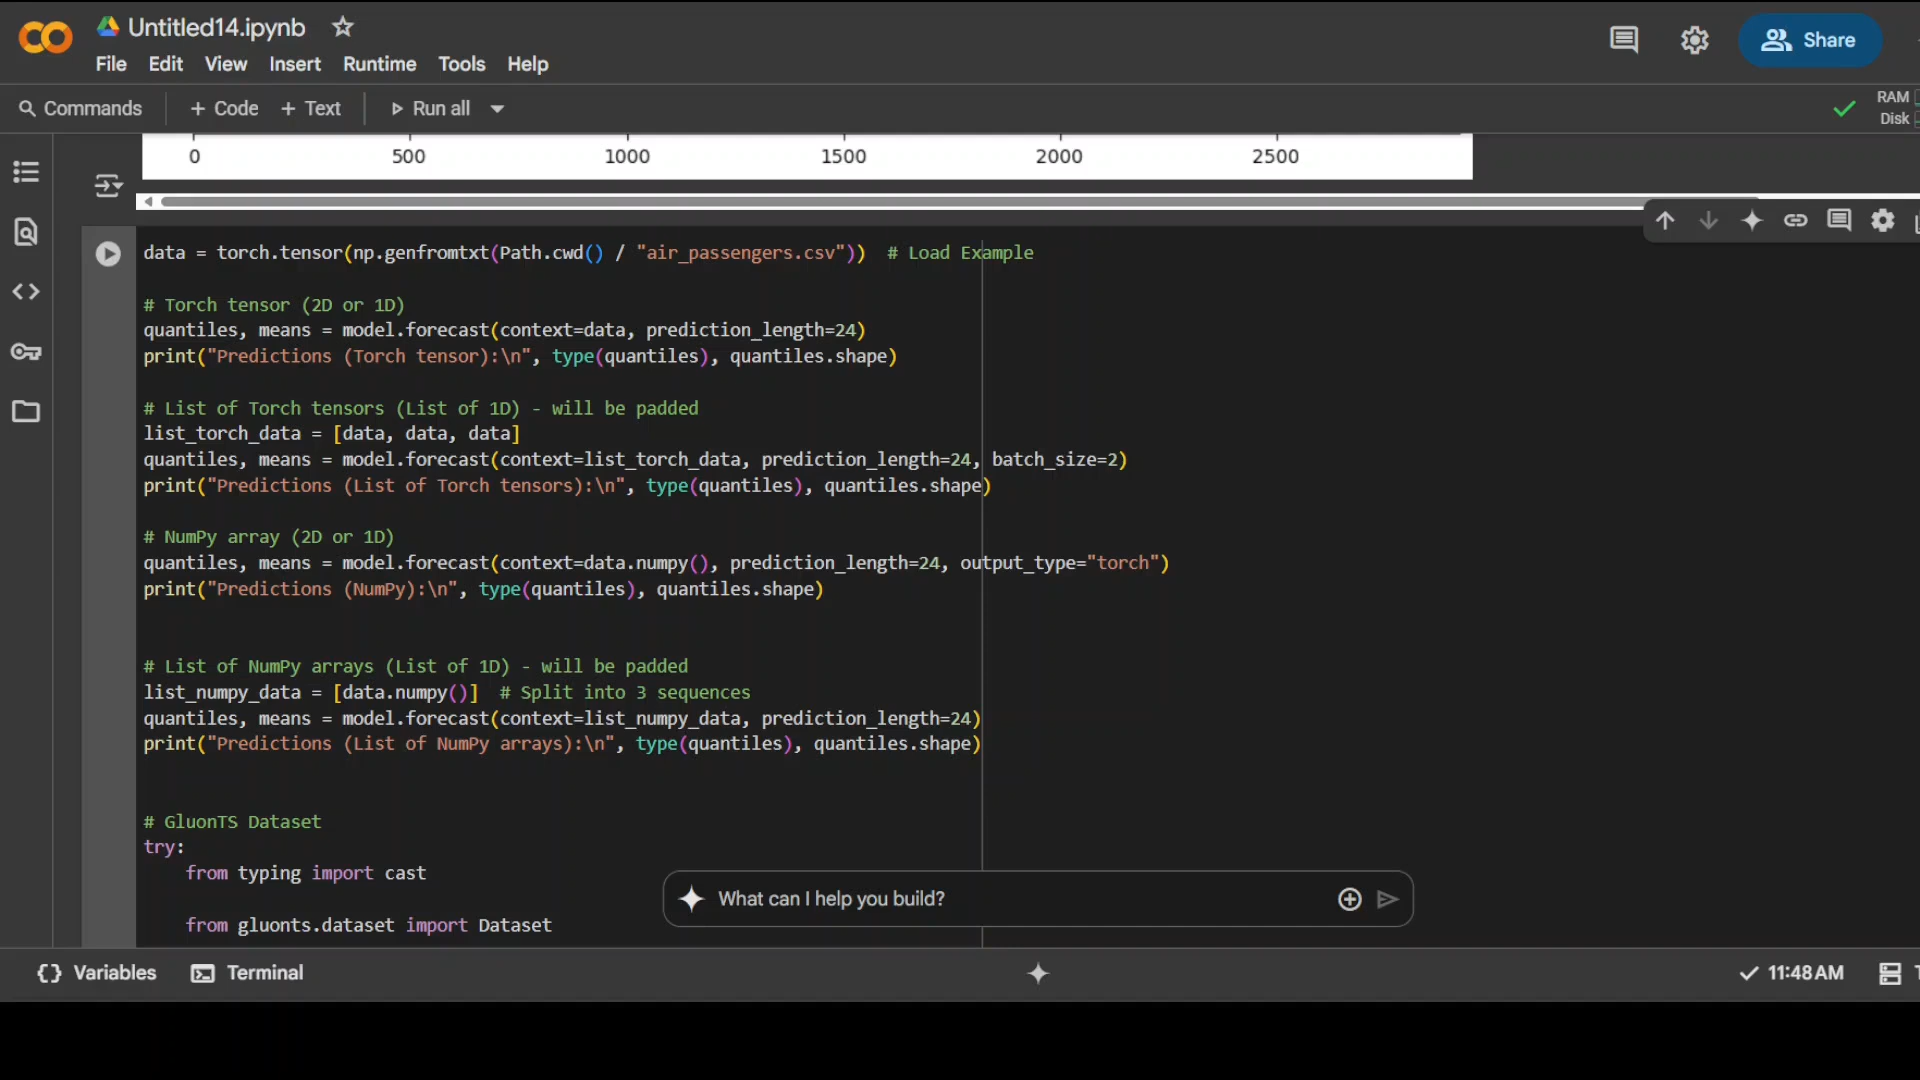 Untitled14.ipynb
File Edit View Insert Runtime Tools Help
Share
Commands + Code + Text Run all
RAM
Disk
0 500 1000 1500 2000 2500
data = torch.tensor(np.genfromtxt(Path.cwd() / "air_passengers.csv"))  # Load Example
# Torch tensor (2D or 1D)
quantiles, means = model.forecast(context=data, prediction_length=24)
print("Predictions (Torch tensor):\n", type(quantiles), quantiles.shape)
# List of Torch tensors (List of 1D) - will be padded
list_torch_data = [data, data, data]
quantiles, means = model.forecast(context=list_torch_data, prediction_length=24, batch_size=2)
print("Predictions (List of Torch tensors):\n", type(quantiles), quantiles.shape)
# NumPy array (2D or 1D)
quantiles, means = model.forecast(context=data.numpy(), prediction_length=24, output_type="torch")
print("Predictions (NumPy):\n", type(quantiles), quantiles.shape)
# List of NumPy arrays (List of 1D) - will be padded
list_numpy_data = [data.numpy()]  # Split into 3 sequences
quantiles, means = model.forecast(context=list_numpy_data, prediction_length=24)
print("Predictions (List of NumPy arrays):\n", type(quantiles), quantiles.shape)
# GluonTS Dataset
try:
    from typing import cast
    from gluonts.dataset import Dataset
What can I help you build?
Variables Terminal
11:48 AM